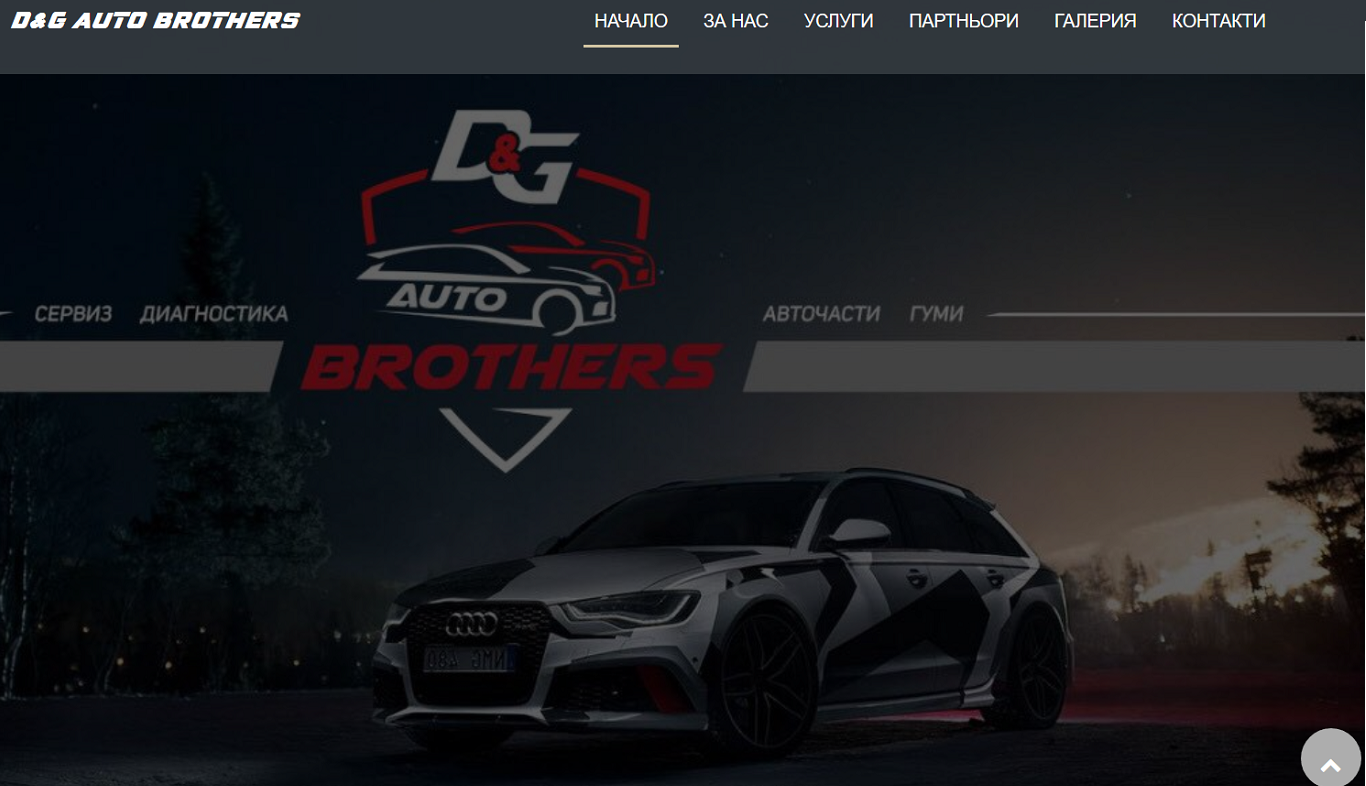 D&G AUTO BROTHERS
НАЧАЛО ЗА НАС УСЛУГИ ПАРТНЬОРИ ГАЛЕРИЯ КОНТАКТИ
D&G
AUTO
СЕРВИЗ ДИАГНОСТИКА АВТОЧАСТИ ГУМИ
BROTHERS